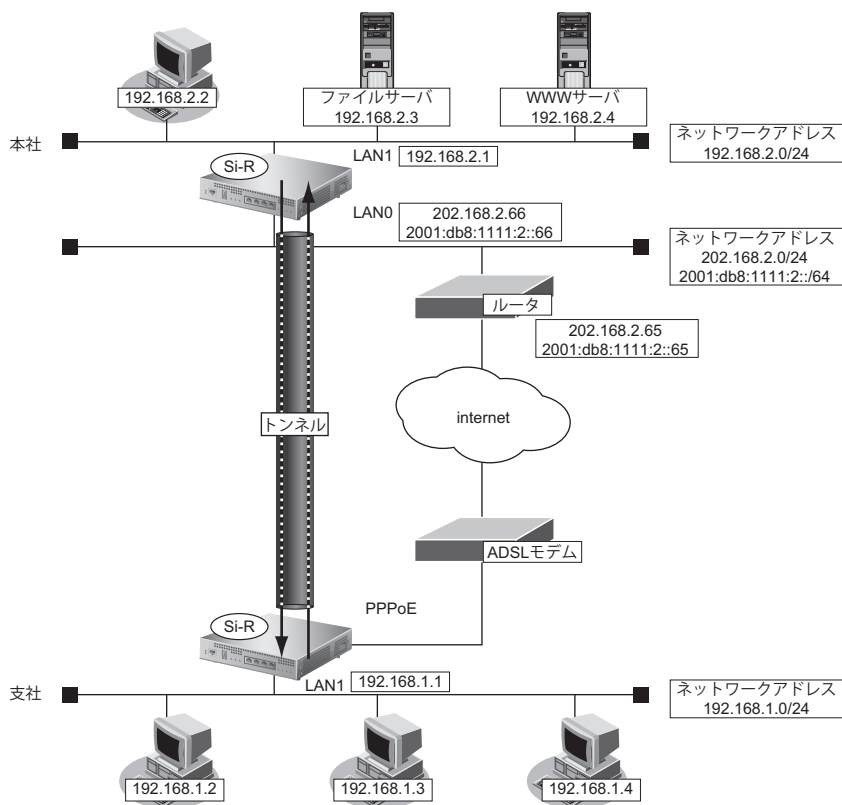 192.168.2.2
ファイルサーバ
192.168.2.3
WWWサーバ
192.168.2.4
本社
ネットワークアドレス
192.168.2.0/24
LAN1
192.168.2.1
Si-R
LAN0
202.168.2.66
2001:db8:1111:2::66
ネットワークアドレス
202.168.2.0/24
2001:db8:1111:2::/64
ルータ
202.168.2.65
2001:db8:1111:2::65
トンネル
internet
ADSLモデム
PPPoE
Si-R
LAN1
192.168.1.1
支社
ネットワークアドレス
192.168.1.0/24
192.168.1.2
192.168.1.3
192.168.1.4